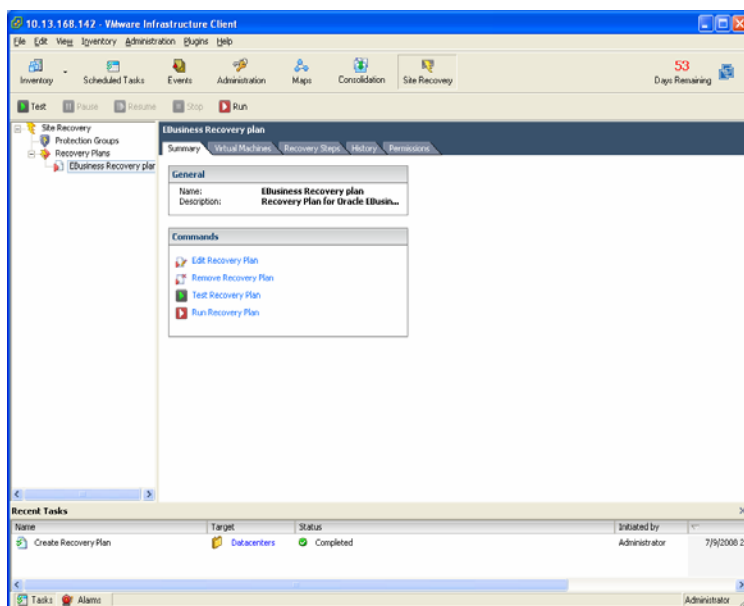 10.13.168.142 - VMware Infrastructure Client
File Edit View Inventory Administration Plugins Help
Inventory Scheduled Tasks Events Administration Maps Consolidation Site Recovery
53
Days Remaining
Test Pause Resume Stop Run
Site Recovery
Protection Groups
Recovery Plans
EBusiness Recovery plan
EBusiness Recovery plan
Summary Virtual Machines Recovery Steps History Permissions
General
Name: EBusiness Recovery plan
Description: Recovery Plan for Oracle EBusin...
Commands
Edit Recovery Plan
Remove Recovery Plan
Test Recovery Plan
Run Recovery Plan
Recent Tasks
Name Target Status Initiated by
Create Recovery Plan Datacenters Completed Administrator 7/9/2008 2
Tasks Alarms Administrator